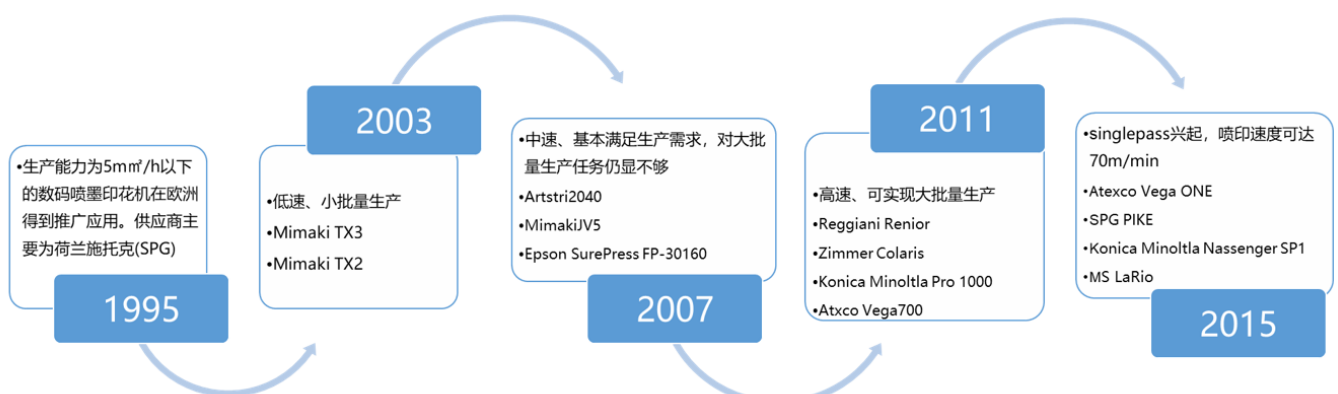 •生产能力为5m㎡/h以下
的数码喷墨印花机在欧洲
得到推广应用。供应商主
要为荷兰施托克(SPG)
1995
2003
•低速、小批量生产
•Mimaki TX3
•Mimaki TX2
•中速、基本满足生产需求，对大批
量生产任务仍显不够
•Artstri2040
•MimakiJV5
•Epson SurePress FP-30160
2007
2011
•高速、可实现大批量生产
•Reggiani Renior
•Zimmer Colaris
•Konica Minoltla Pro 1000
•Atxco Vega700
•singlepass兴起，喷印速度可达
70m/min
•Atexco Vega ONE
•SPG PIKE
•Konica Minoltla Nassenger SP1
•MS LaRio
2015